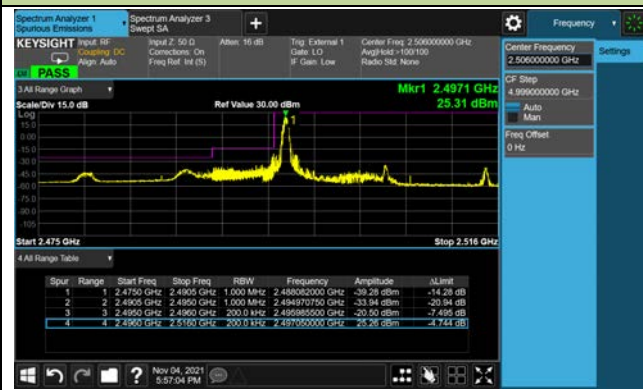 Spectrum Analyzer 1
Spurious Emissions
Spectrum Analyzer 3
Swept SA
Frequency
KEYSIGHT
Input: RF
Coupling: DC
Align: Auto
Input Z: 50 Ω
Corrections: On
Freq Ref: Int (S)
Atten: 16 dB
Trig: External 1
Gate: LO
IF Gain: Low
Center Freq: 2.506000000 GHz
Avg|Hold:>100/100
Radio Std: None
PASS
Center Frequency
2.506000000 GHz
Settings
CF Step
4.999000000 GHz
Auto
Man
Freq Offset
0 Hz
3 All Range Graph
Mkr1 2.4971 GHz
25.31 dBm
Scale/Div 15.0 dB
Ref Value 30.00 dBm
Log
15.0
0.00
-15.0
-30.0
-45.0
-60.0
-75.0
-90.0
-105
1
Start 2.475 GHz
Stop 2.516 GHz
4 All Range Table
Spur Range Start Freq Stop Freq RBW Frequency Amplitude ΔLimit
1 1 2.4750 GHz 2.4905 GHz 1.000 MHz 2.488082000 GHz -39.28 dBm -14.28 dB
2 2 2.4905 GHz 2.4950 GHz 1.000 MHz 2.494970750 GHz -33.94 dBm -20.94 dB
3 3 2.4950 GHz 2.4960 GHz 200.0 kHz 2.495985500 GHz -20.50 dBm -7.495 dB
4 4 2.4960 GHz 2.5160 GHz 200.0 kHz 2.497050000 GHz 25.26 dBm -4.744 dB
Nov 04, 2021
5:57:04 PM